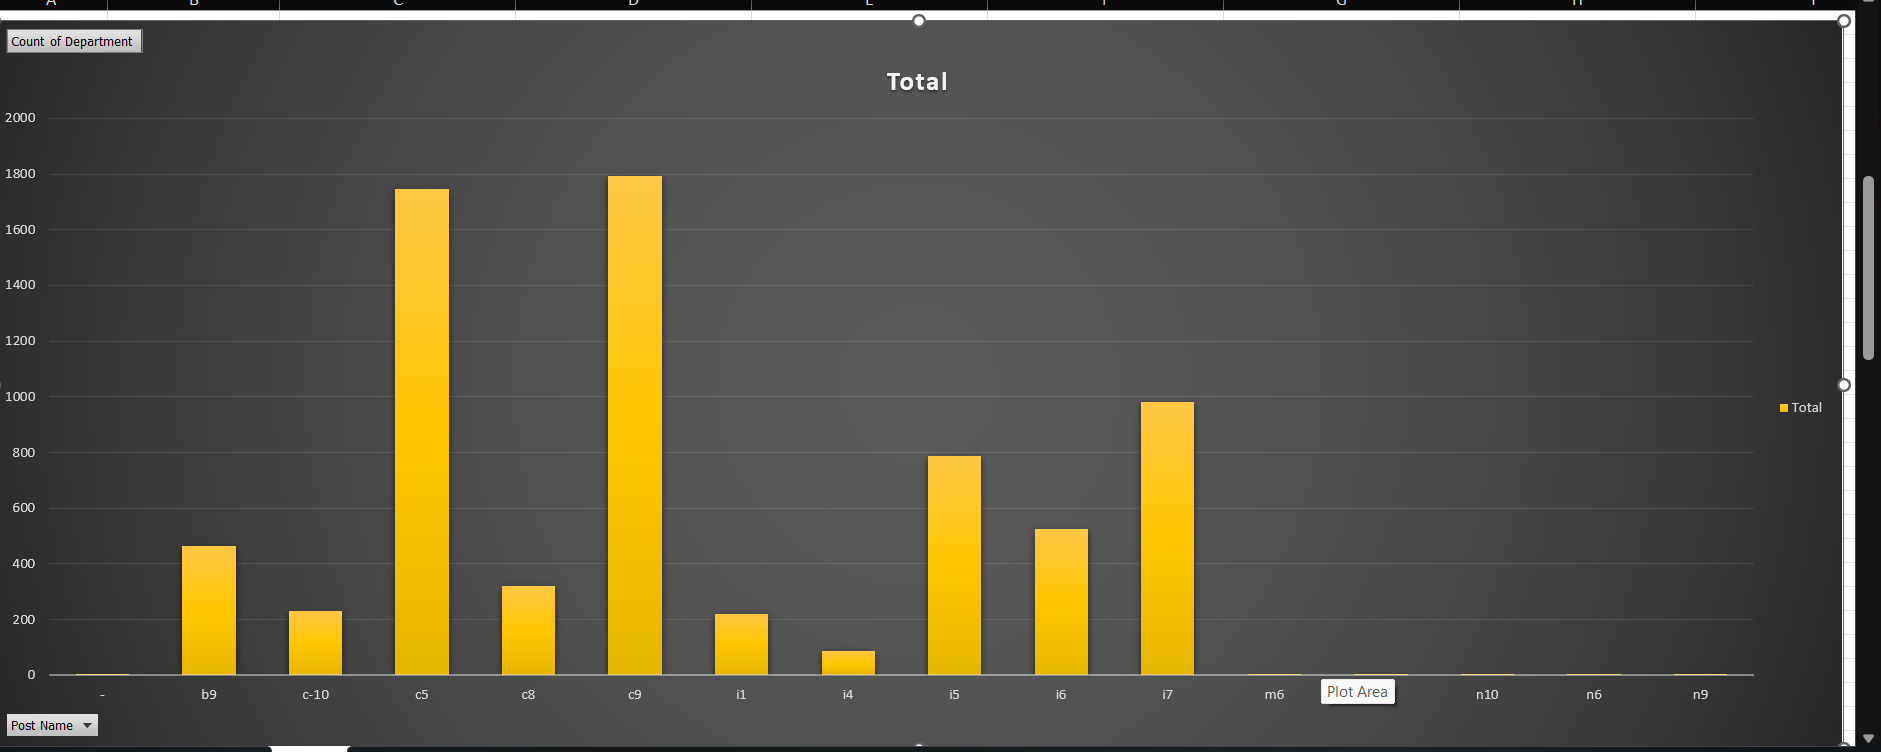 A B C D E F G H I
Count of Department
Total
2000
1800
1600
1400
1200
1000
800
600
400
200
0
Total
- b9 c-10 c5 c8 c9 i1 i4 i5 i6 i7 m6 n10 n6 n9
Plot Area
Post Name